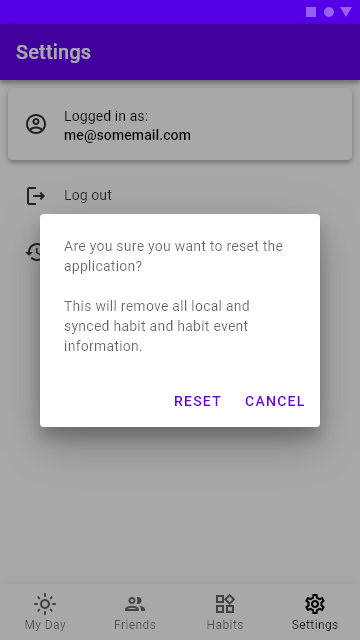 Settings
Logged in as:
me@somemail.com
Log out
Are you sure you want to reset the
application?
This will remove all local and
synced habit and habit event
information.
RESET CANCEL
My Day Friends Habits Settings